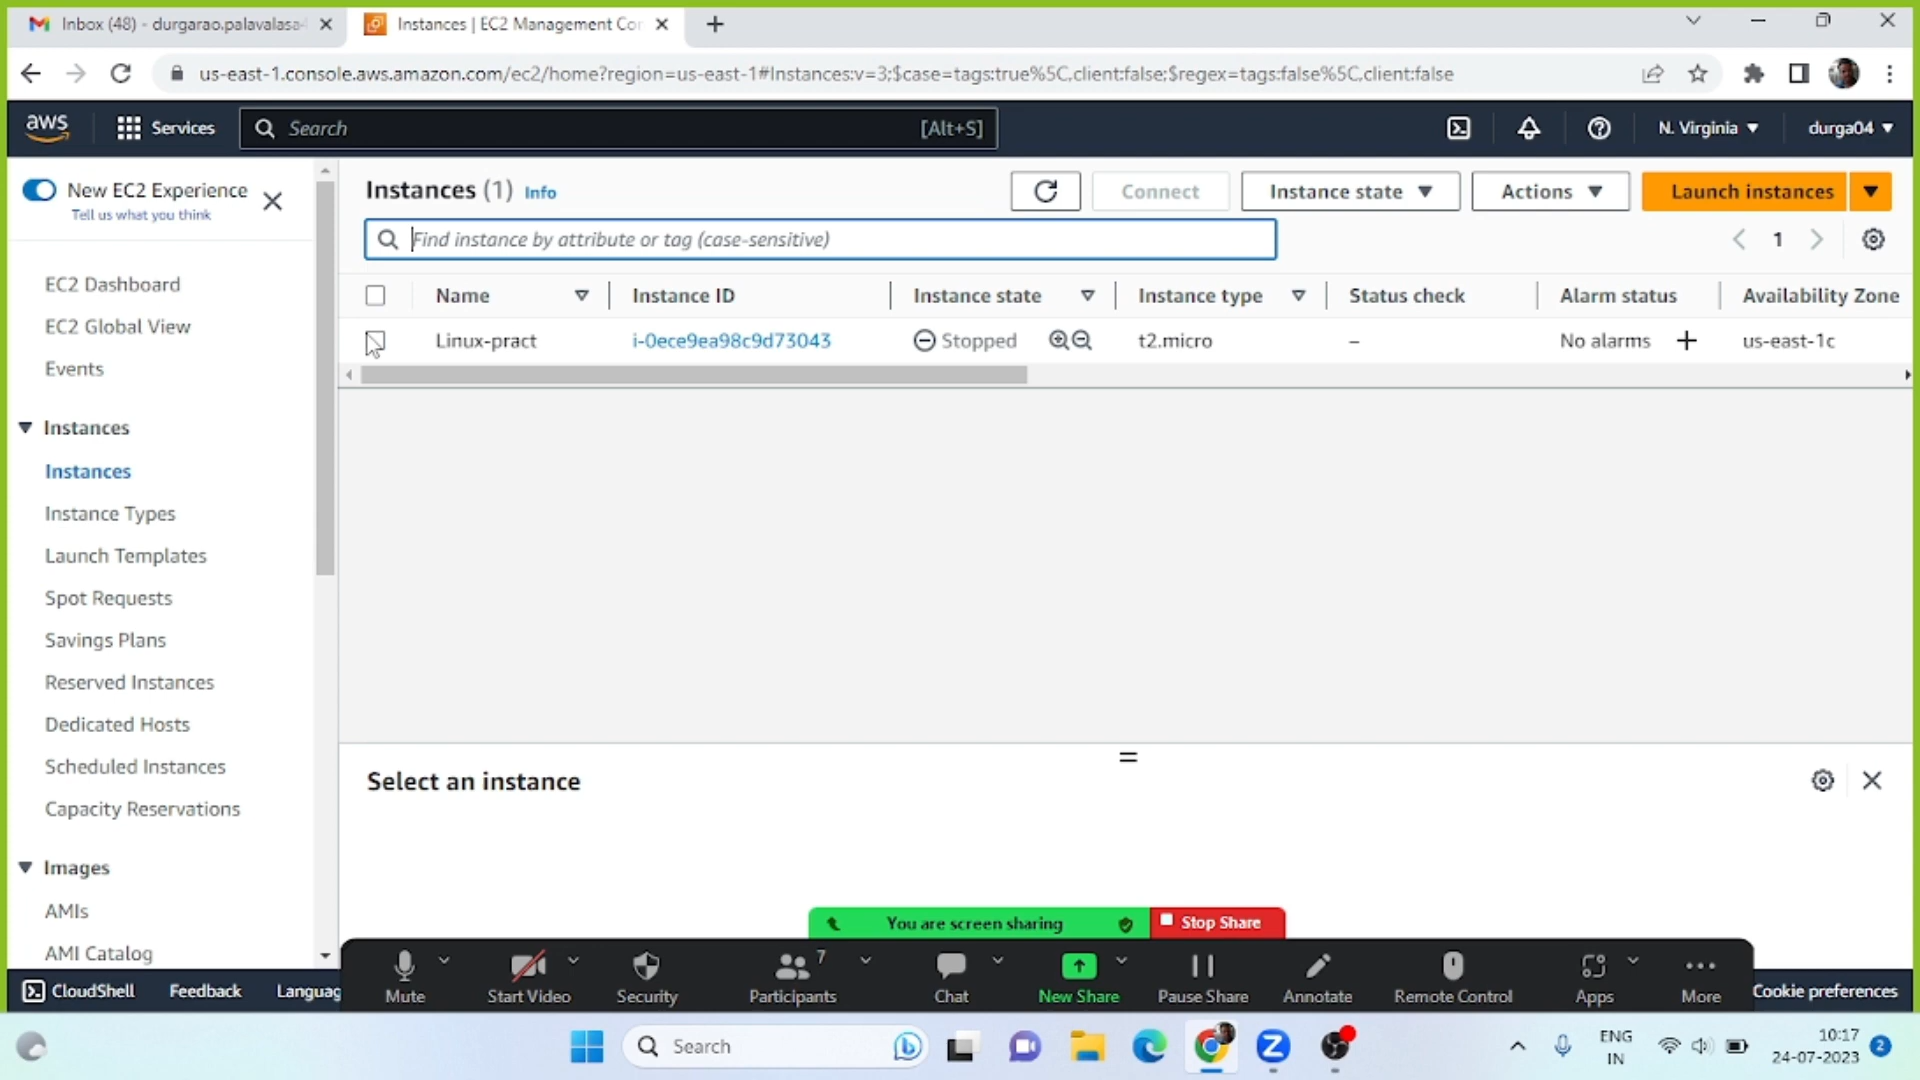 Inbox (48) - durgarao.palavalasa
Instances | EC2 Management Con
us-east-1.console.aws.amazon.com/ec2/home?region=us-east-1#Instances:v=3;$case=tags:true%5C,client:false;$regex=tags:false%5C,client:false
aws
Services
Search
[Alt+S]
N. Virginia
durga04
New EC2 Experience
Tell us what you think
EC2 Dashboard
EC2 Global View
Events
Instances
Instances
Instance Types
Launch Templates
Spot Requests
Savings Plans
Reserved Instances
Dedicated Hosts
Scheduled Instances
Capacity Reservations
Images
AMIs
AMI Catalog
Instances (1) Info
Connect
Instance state
Actions
Launch instances
Find instance by attribute or tag (case-sensitive)
1
Name Instance ID Instance state Instance type Status check Alarm status Availability Zone
Linux-pract i-0ece9ea98c9d73043 Stopped t2.micro – No alarms + us-east-1c
Select an instance
You are screen sharing
Stop Share
Mute
Start Video
Security
7
Participants
Chat
New Share
Pause Share
Annotate
Remote Control
Apps
More
CloudShell
Feedback
Languag
Cookie preferences
Search
ENG
IN
10:17
24-07-2023
2